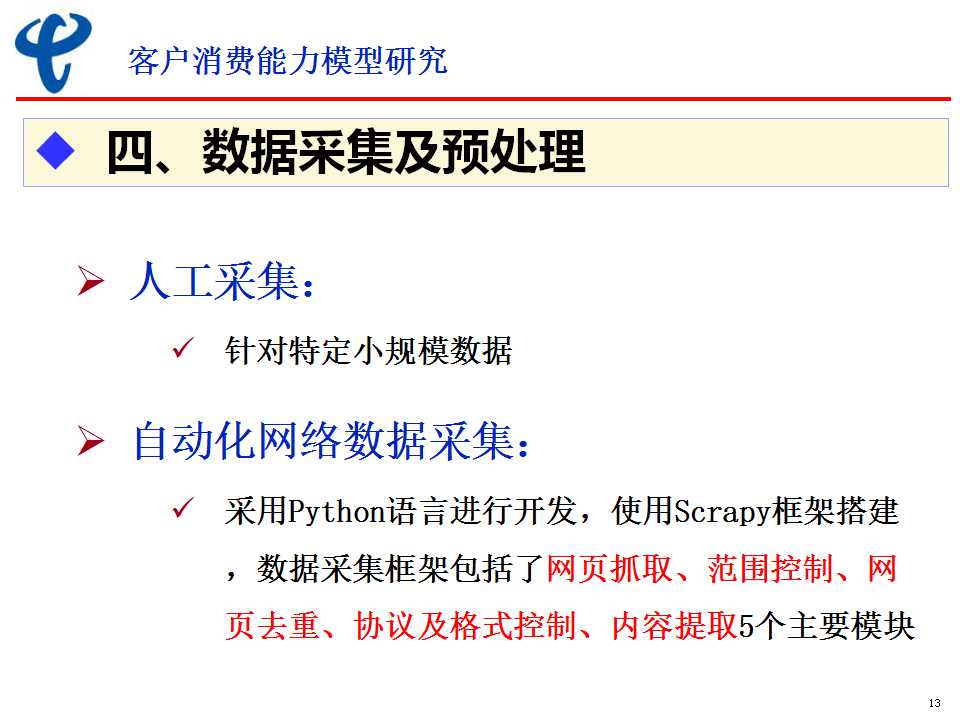 客户消费能力模型研究
四、数据采集及预处理
人工采集：
针对特定小规模数据
自动化网络数据采集：
采用Python语言进行开发，使用Scrapy框架搭建
，数据采集框架包括了网页抓取、范围控制、网
页去重、协议及格式控制、内容提取5个主要模块
13